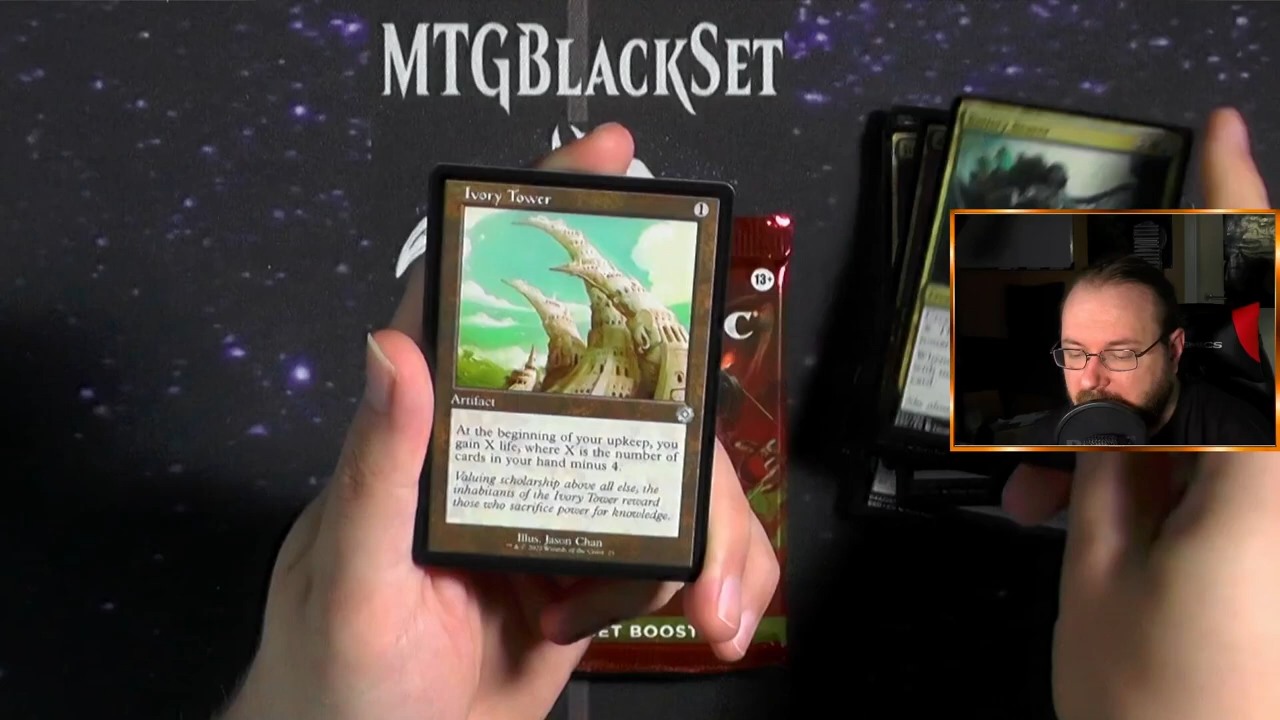 MTGBLACKSET
Ivory Tower
1
13+
C
Artifact
At the beginning of your upkeep, you
gain X life, where X is the number of
cards in your hand minus 4.
Valuing scholarship above all else, the
inhabitants of the Ivory Tower reward
those who sacrifice power for knowledge.
Illus. Jason Chan
ET BOOST